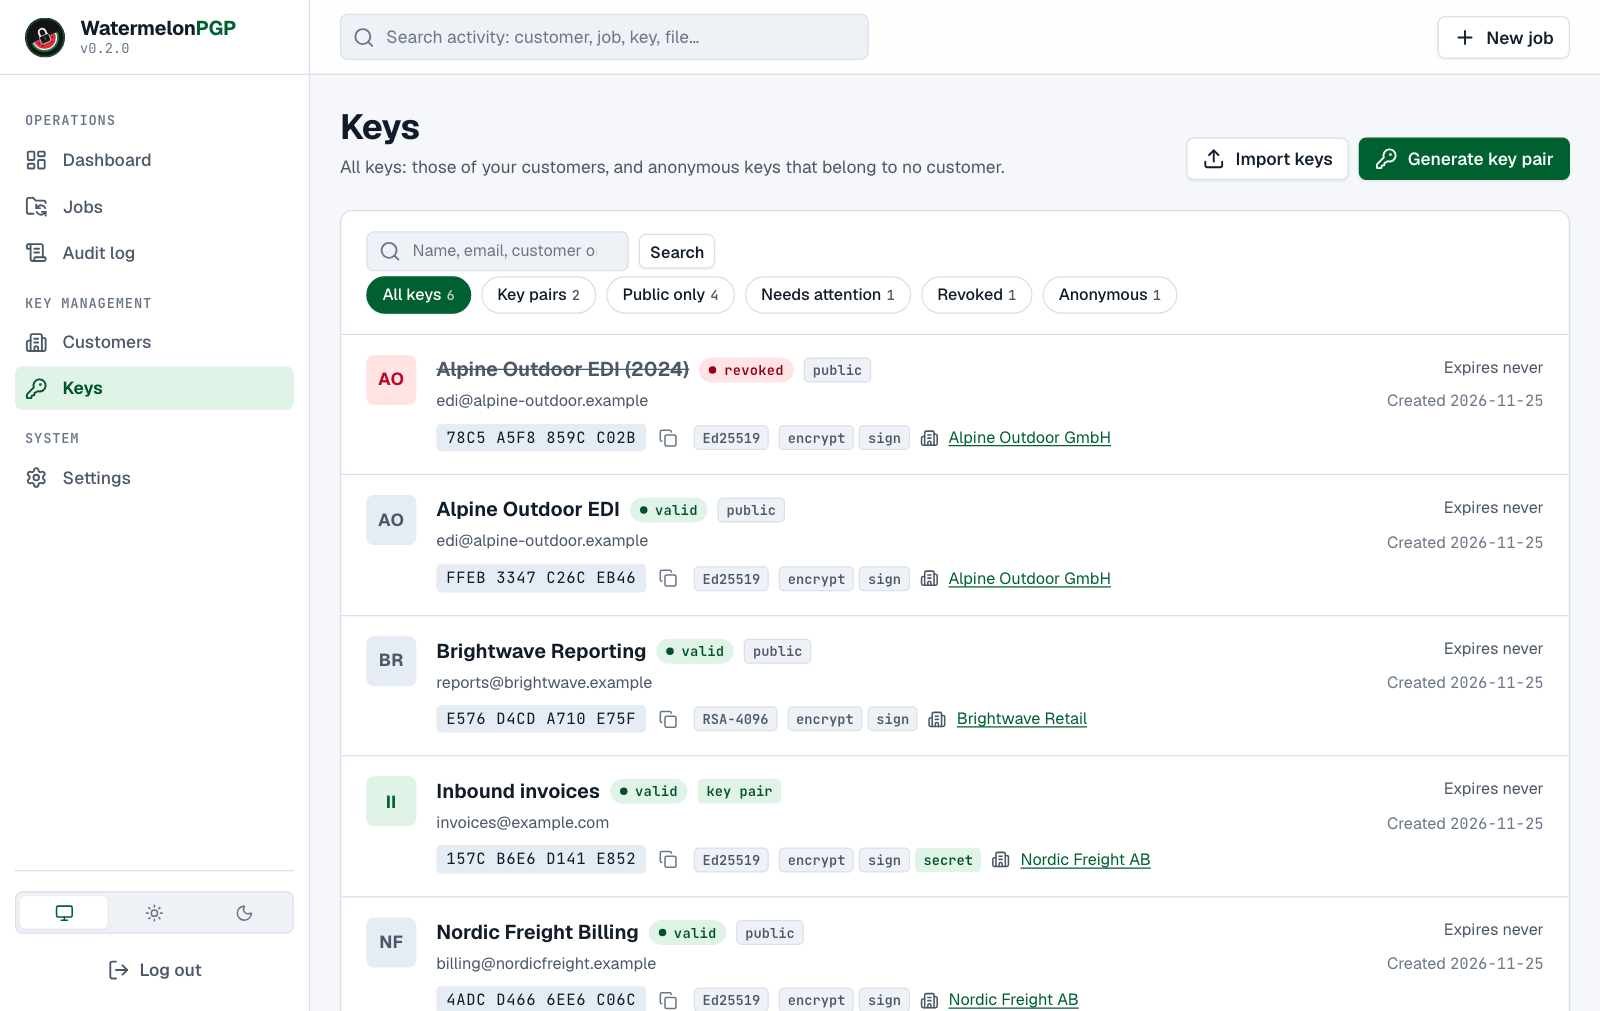 WatermelonPGP
v0.2.0
Search activity: customer, job, key, file…
New job
OPERATIONS
Dashboard
Jobs
Audit log
KEY MANAGEMENT
Customers
Keys
SYSTEM
Settings
Log out
Keys
All keys: those of your customers, and anonymous keys that belong to no customer.
Import keys
Generate key pair
Name, email, customer o
Search
All keys 6
Key pairs 2
Public only 4
Needs attention 1
Revoked 1
Anonymous 1
AO
Alpine Outdoor EDI (2024) revoked public
Expires never
edi@alpine-outdoor.example
Created 2026-11-25
78C5 A5F8 859C C02B Ed25519 encrypt sign Alpine Outdoor GmbH
AO
Alpine Outdoor EDI valid public
Expires never
edi@alpine-outdoor.example
Created 2026-11-25
FFEB 3347 C26C EB46 Ed25519 encrypt sign Alpine Outdoor GmbH
BR
Brightwave Reporting valid public
Expires never
reports@brightwave.example
Created 2026-11-25
E576 D4CD A710 E75F RSA-4096 encrypt sign Brightwave Retail
II
Inbound invoices valid key pair
Expires never
invoices@example.com
Created 2026-11-25
157C B6E6 D141 E852 Ed25519 encrypt sign secret Nordic Freight AB
NF
Nordic Freight Billing valid public
Expires never
billing@nordicfreight.example
Created 2026-11-25
4ADC D466 6EE6 C06C Ed25519 encrypt sign Nordic Freight AB